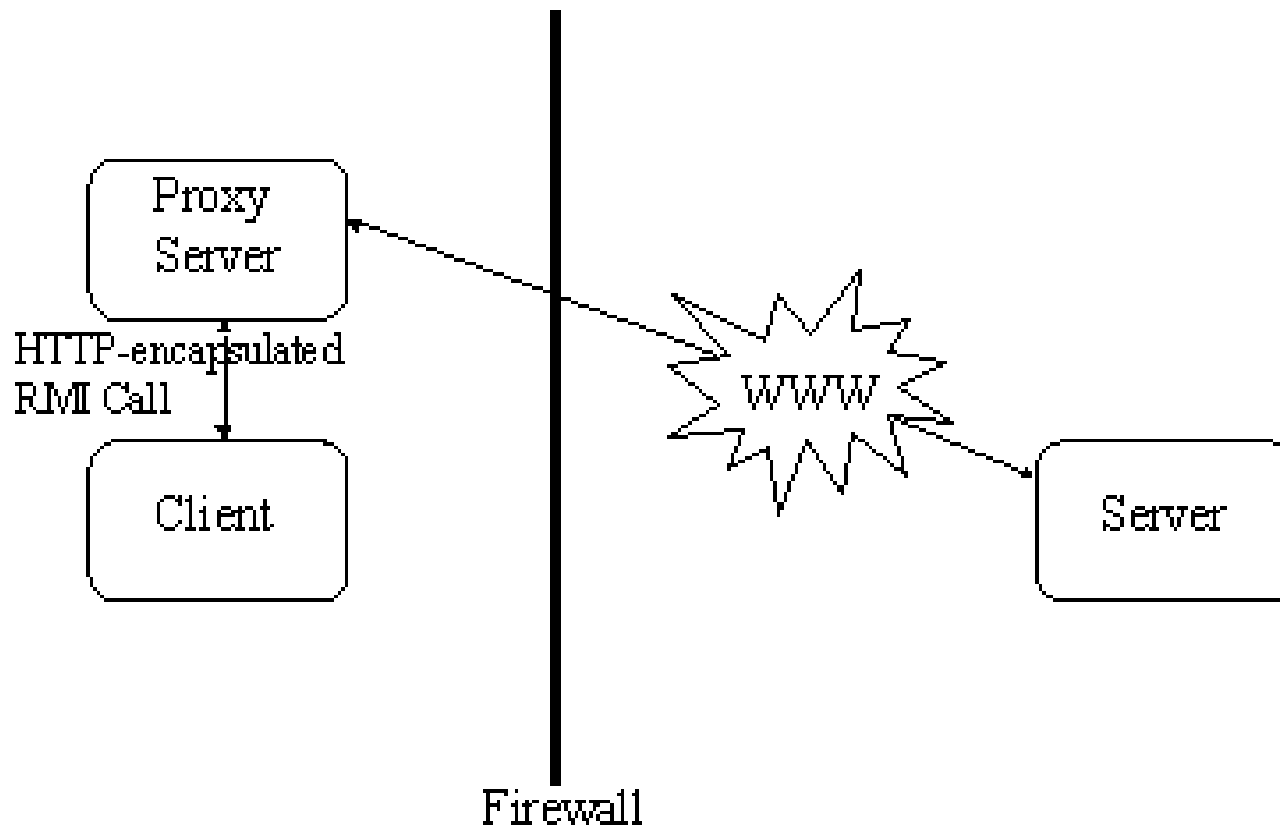 Proxy
Server
HTTP-encapsulated
RMI Call
Client
WWW
Server
Firewall